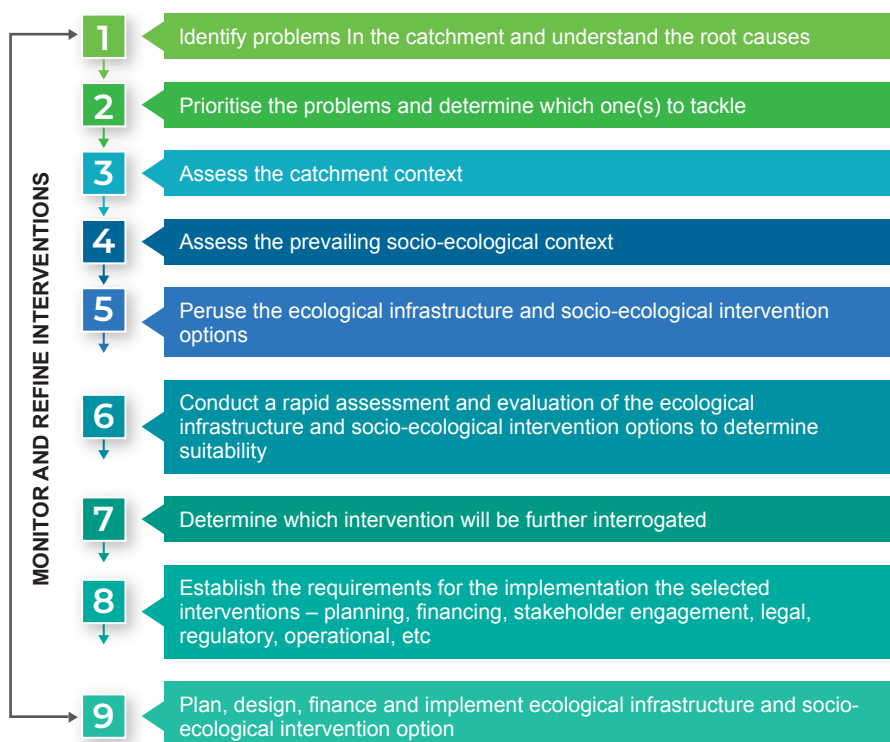 MONITOR AND REFINE INTERVENTIONS
1
Identify problems In the catchment and understand the root causes
2
Prioritise the problems and determine which one(s) to tackle
3
Assess the catchment context
4
Assess the prevailing socio-ecological context
5
Peruse the ecological infrastructure and socio-ecological intervention
options
6
Conduct a rapid assessment and evaluation of the ecological
infrastructure and socio-ecological intervention options to determine
suitability
7
Determine which intervention will be further interrogated
8
Establish the requirements for the implementation the selected
interventions – planning, financing, stakeholder engagement, legal,
regulatory, operational, etc
9
Plan, design, finance and implement ecological infrastructure and socio-
ecological intervention option